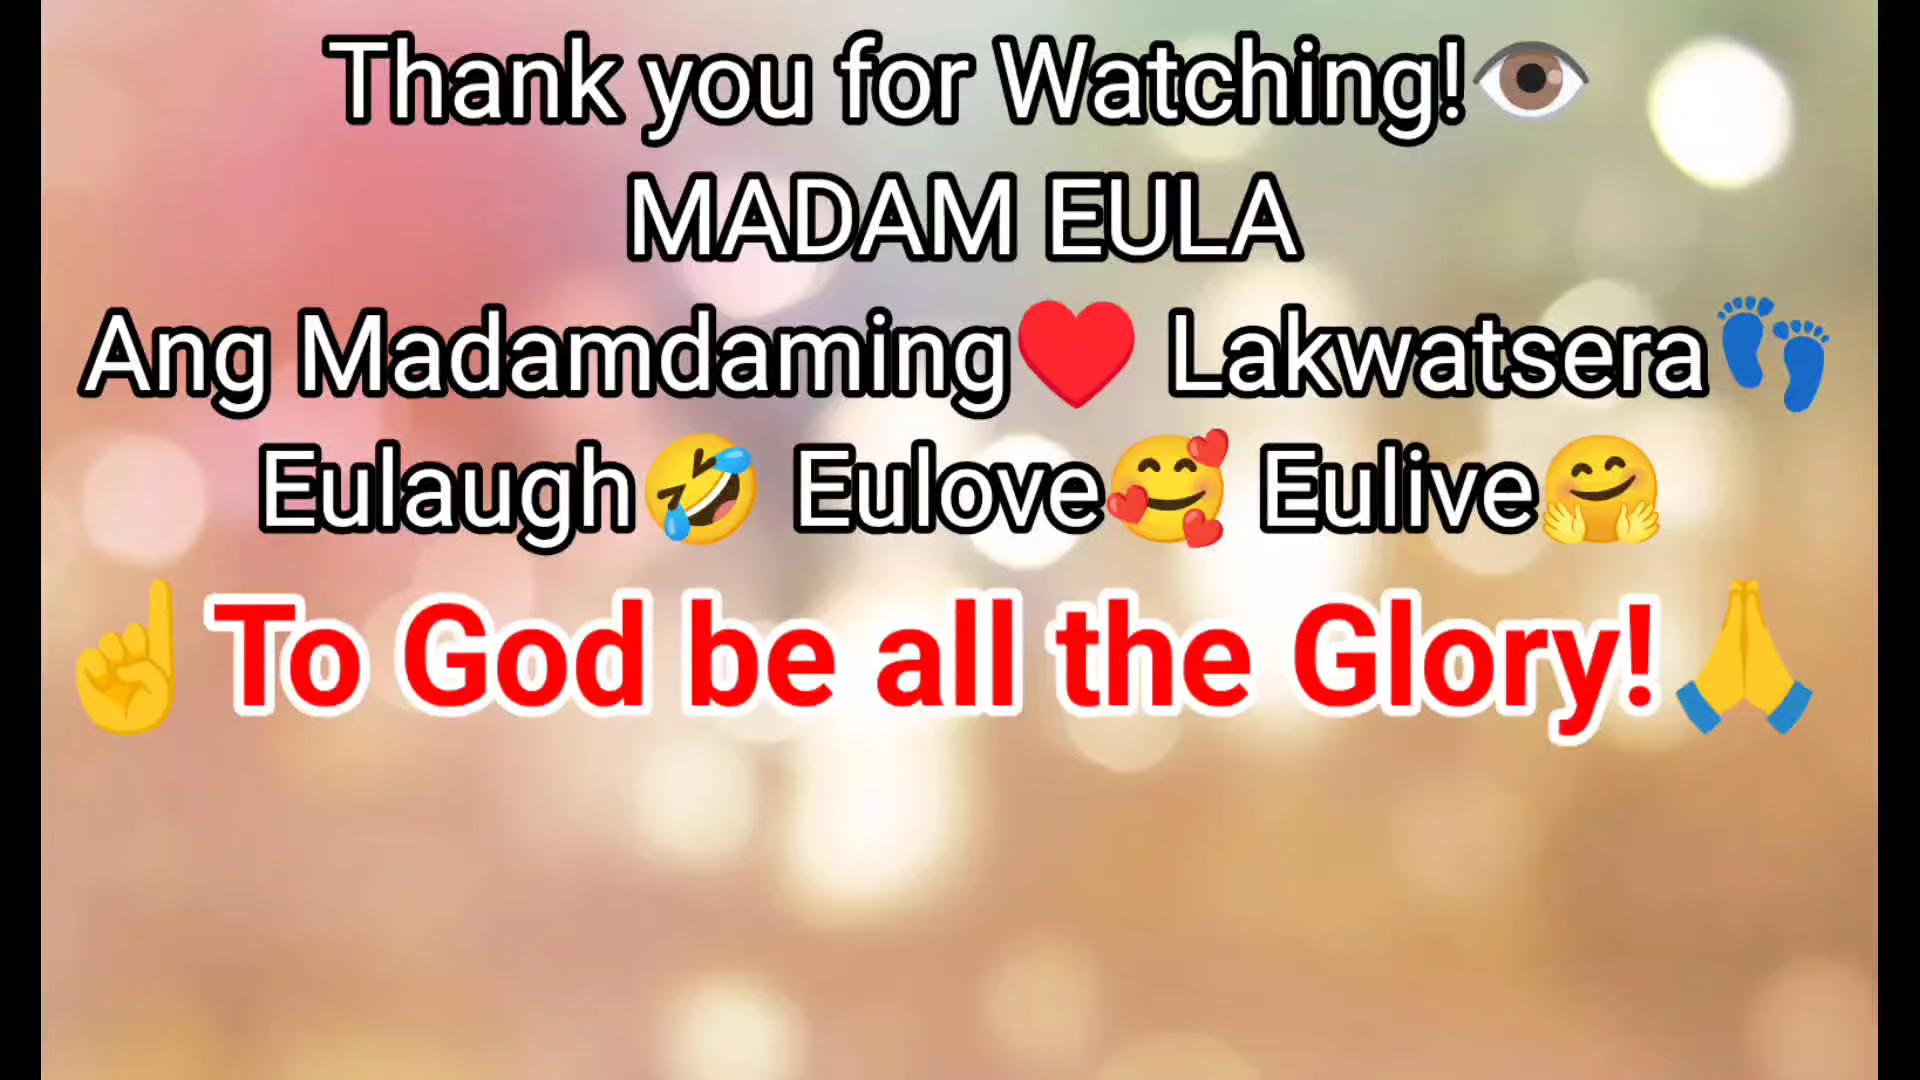 Thank you for Watching!👁️
MADAM EULA
Ang Madamdaming♥️ Lakwatsera👣
Eulaugh🤣 Eulove🥰 Eulive🤗
☝️To God be all the Glory!🙏